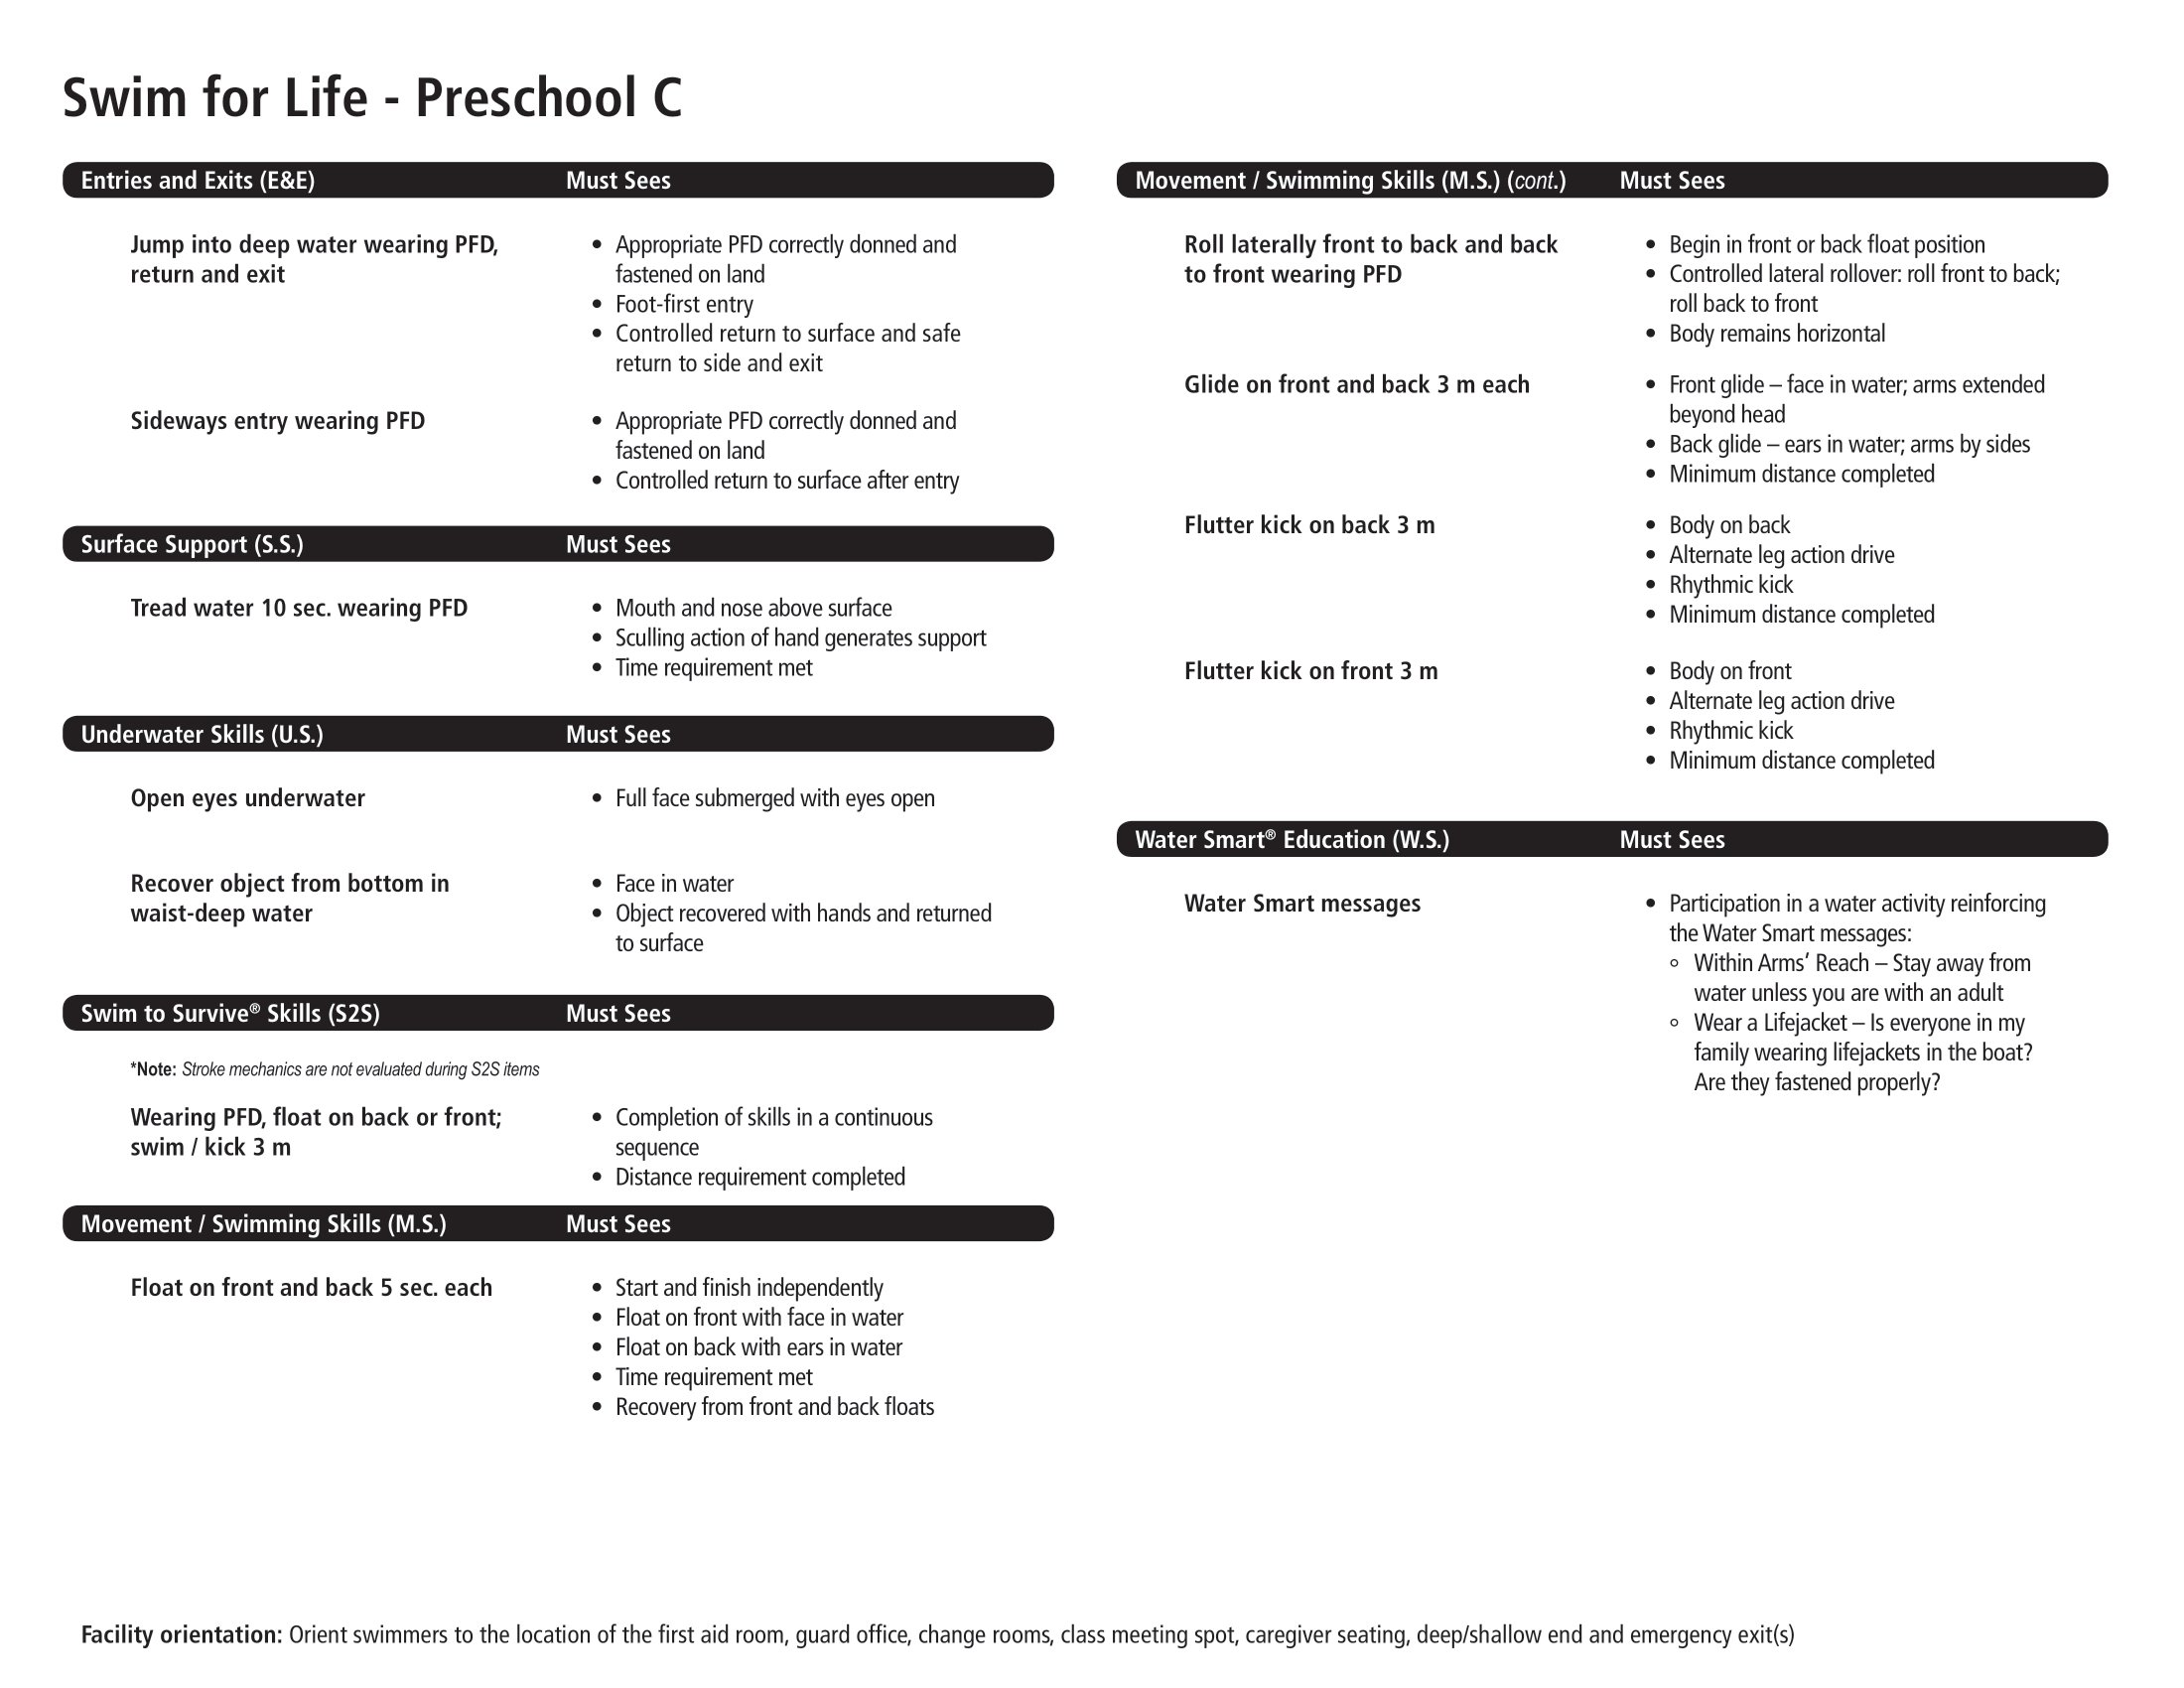 Swim for Life - Preschool C
Entries and Exits (E&E) Must Sees
Jump into deep water wearing PFD,
return and exit
• Appropriate PFD correctly donned and
fastened on land
• Foot-first entry
• Controlled return to surface and safe
return to side and exit
Sideways entry wearing PFD
• Appropriate PFD correctly donned and
fastened on land
• Controlled return to surface after entry
Surface Support (S.S.) Must Sees
Tread water 10 sec. wearing PFD
• Mouth and nose above surface
• Sculling action of hand generates support
• Time requirement met
Underwater Skills (U.S.) Must Sees
Open eyes underwater
• Full face submerged with eyes open
Recover object from bottom in
waist-deep water
• Face in water
• Object recovered with hands and returned
to surface
Swim to Survive® Skills (S2S) Must Sees
*Note: Stroke mechanics are not evaluated during S2S items
Wearing PFD, float on back or front;
swim / kick 3 m
• Completion of skills in a continuous
sequence
• Distance requirement completed
Movement / Swimming Skills (M.S.) Must Sees
Float on front and back 5 sec. each
• Start and finish independently
• Float on front with face in water
• Float on back with ears in water
• Time requirement met
• Recovery from front and back floats
Movement / Swimming Skills (M.S.) (cont.) Must Sees
Roll laterally front to back and back
to front wearing PFD
• Begin in front or back float position
• Controlled lateral rollover: roll front to back;
roll back to front
• Body remains horizontal
Glide on front and back 3 m each
• Front glide – face in water; arms extended
beyond head
• Back glide – ears in water; arms by sides
• Minimum distance completed
Flutter kick on back 3 m
• Body on back
• Alternate leg action drive
• Rhythmic kick
• Minimum distance completed
Flutter kick on front 3 m
• Body on front
• Alternate leg action drive
• Rhythmic kick
• Minimum distance completed
Water Smart® Education (W.S.) Must Sees
Water Smart messages
• Participation in a water activity reinforcing
the Water Smart messages:
◦ Within Arms’ Reach – Stay away from
water unless you are with an adult
◦ Wear a Lifejacket – Is everyone in my
family wearing lifejackets in the boat?
Are they fastened properly?
Facility orientation: Orient swimmers to the location of the first aid room, guard office, change rooms, class meeting spot, caregiver seating, deep/shallow end and emergency exit(s)